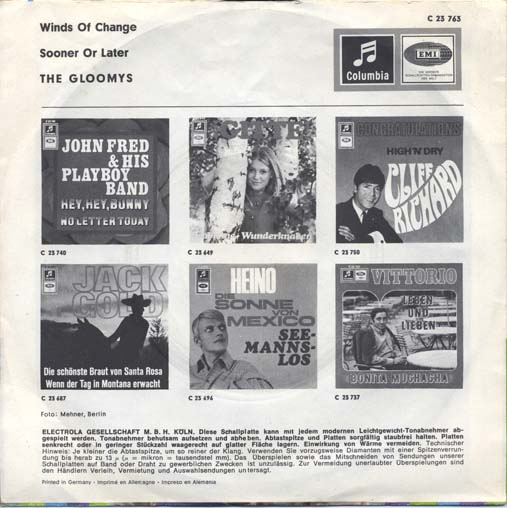 Winds Of Change
Sooner Or Later
THE GLOOMYS
C 23 763
Columbia
EMI
JOHN FRED
& HIS
PLAYBOY
BAND
HEY, HEY, BUNNY
NO LETTER TODAY
C 23 740
GITTE
Wunderknaben
C 23 649
CONGRATULATIONS
HIGH 'N' DRY
CLIFF
RICHARD
C 23 750
JACK
GOLD
Die schönste Braut von Santa Rosa
Wenn der Tag in Montana erwacht
C 23 687
HEINO
DIE
SONNE
VON
MEXICO
SEE-
MANNS-
LOS
C 23 496
VITTORIO
LEBEN
UND
LIEBEN
BONITA MUCHACHA
C 23 737
Foto: Mehner, Berlin
ELECTROLA GESELLSCHAFT M. B. H. KÖLN. Diese Schallplatte kann mit jedem modernen Leichtgewicht-Tonabnehmer ab-
gespielt werden. Tonabnehmer behutsam aufsetzen und abheben. Abtastspitze und Platten sorgfältig staubfrei halten. Platten
senkrecht oder in geringer Stückzahl waagerecht auf glatter Fläche lagern. Einwirkung von Wärme vermeiden. Technischer
Hinweis: Je kleiner die Abtastspitze, um so reiner der Klang. Verwenden Sie vorzugsweise Diamanten mit einer Spitzenverrun-
dung bis herab zu 13 µ (µ = mikron = tausendstel mm). Das Überspielen sowie das Mitschneiden von Sendungen unserer
Schallplatten auf Band oder Draht zu gewerblichen Zwecken ist unzulässig. Zur Vermeidung unerlaubter Überspielungen sind
den Händlern Verleih, Vermietung und Auswahlsendungen untersagt.
Printed in Germany - Imprimé en Allemagne - Impreso en Alemania